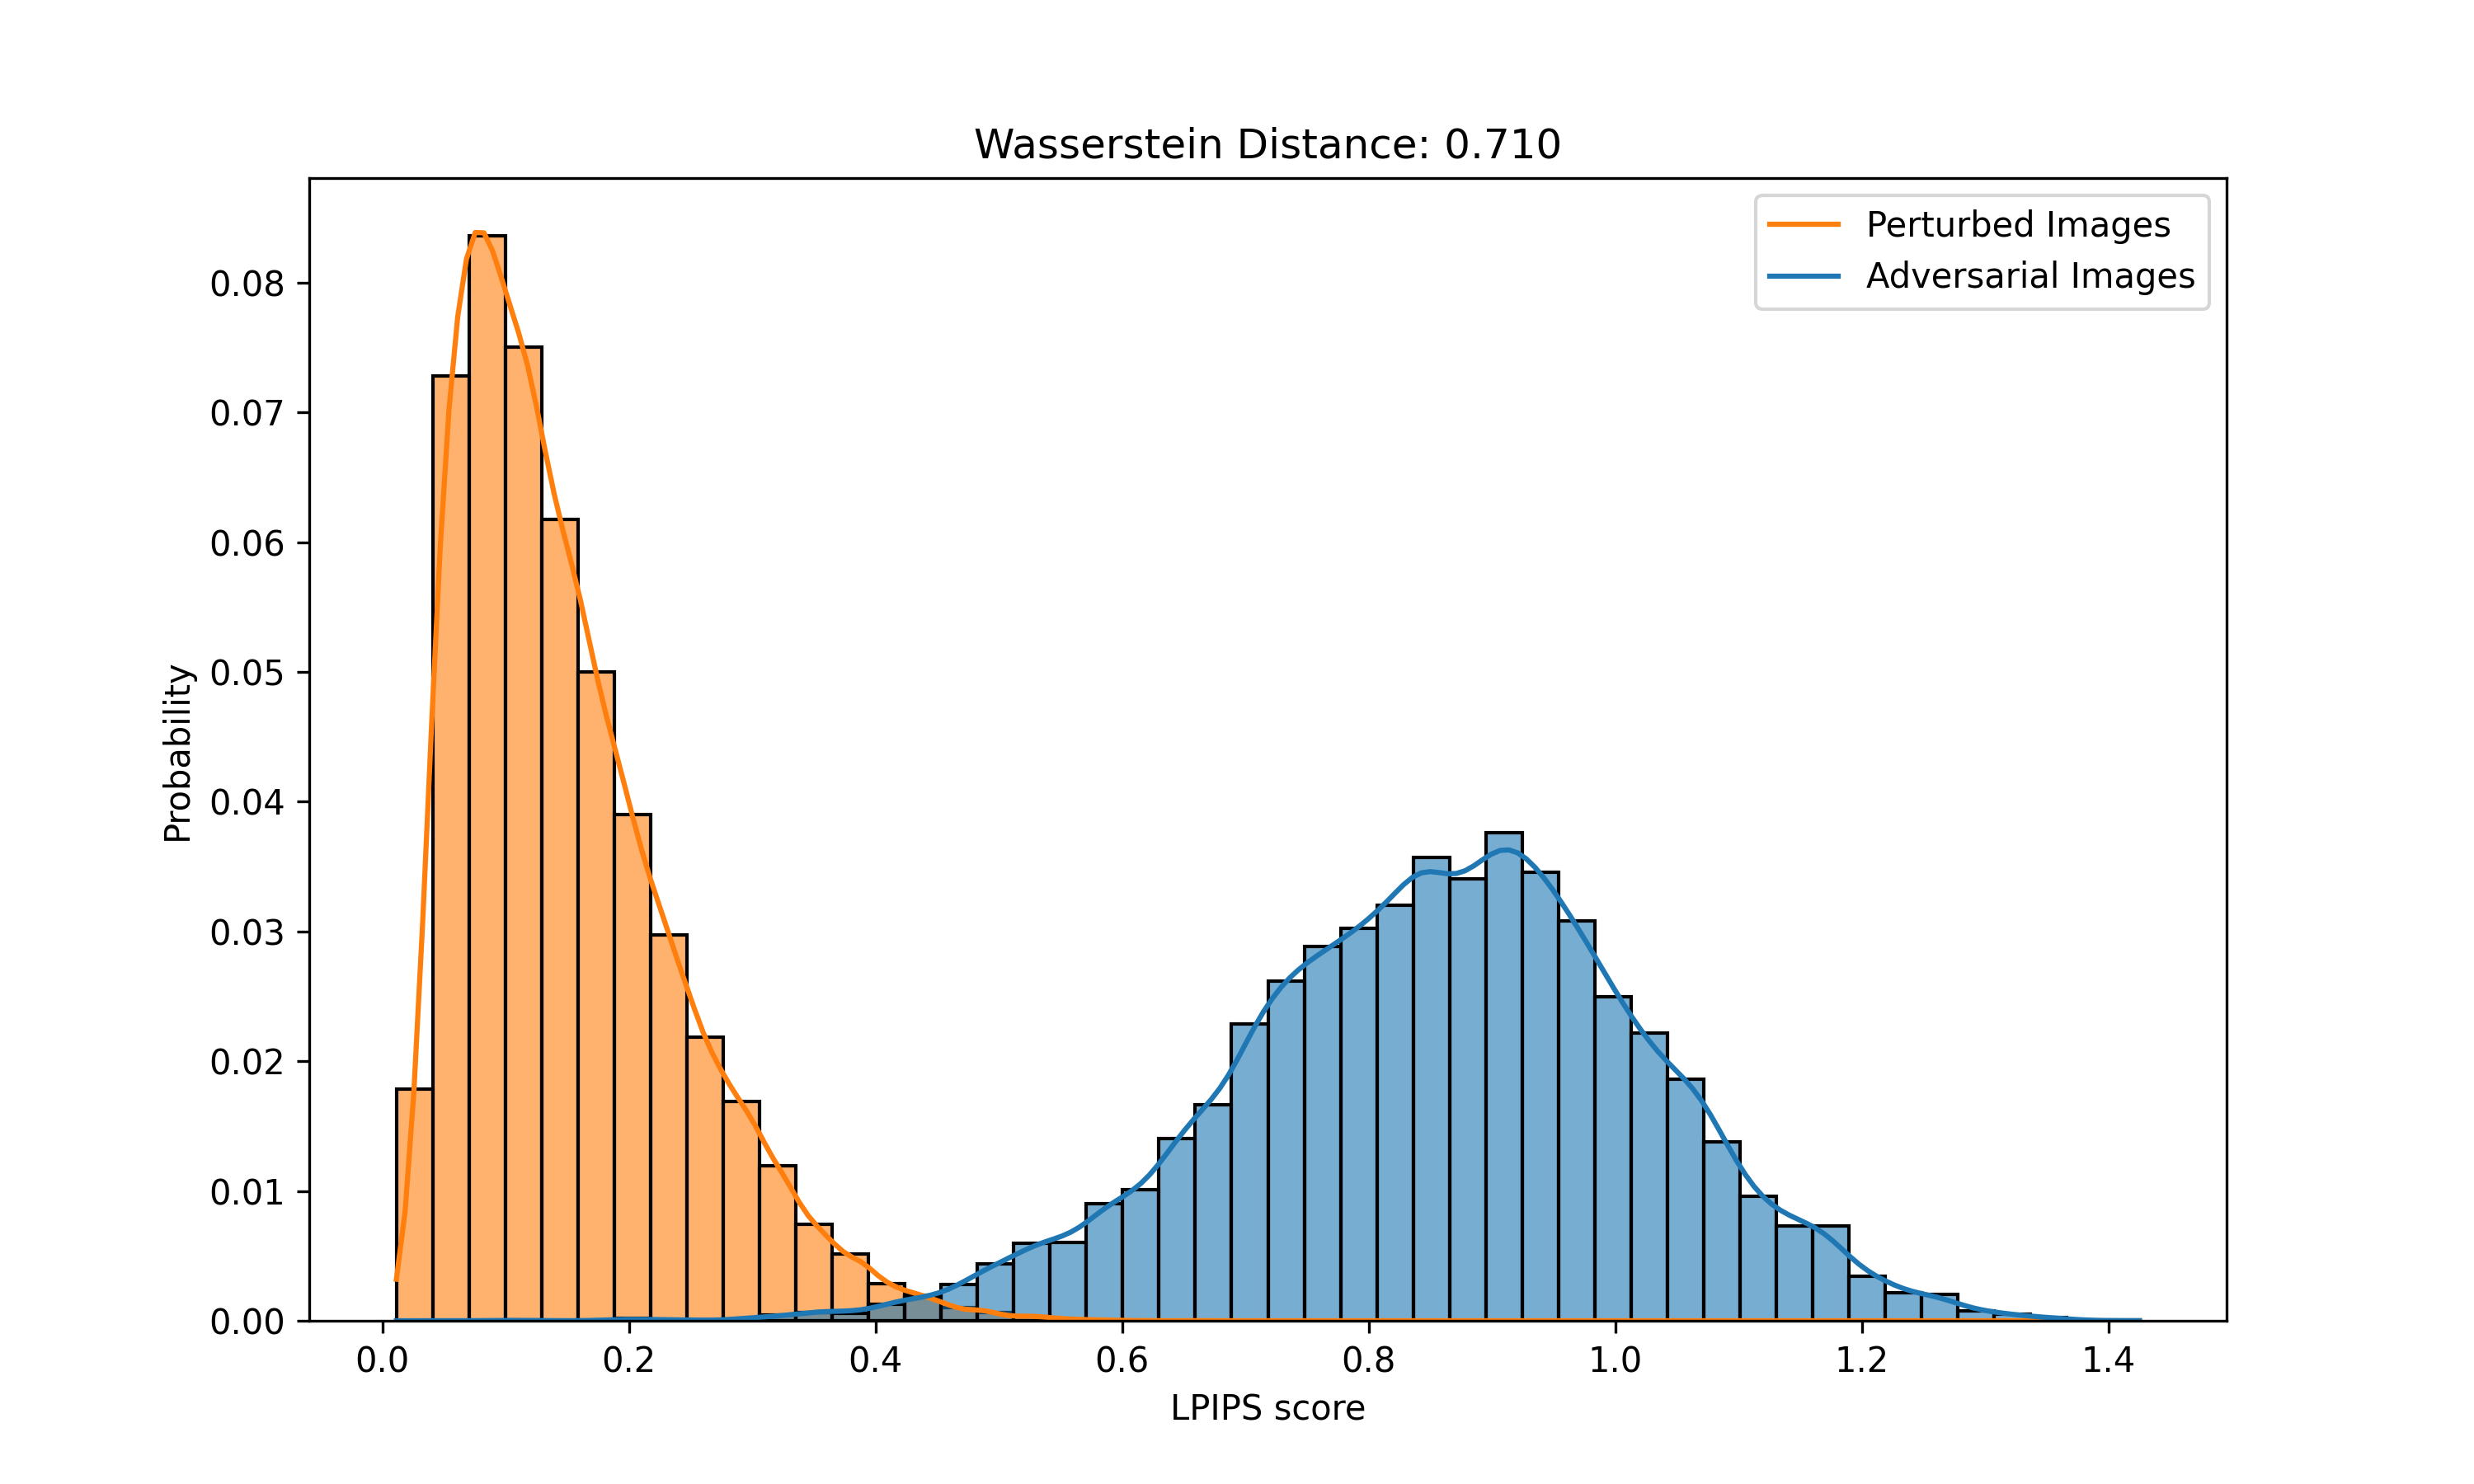 Wasserstein Distance: 0.710
Perturbed Images
Adversarial Images
Probability
0.08
0.07
0.06
0.05
0.04
0.03
0.02
0.01
0.00
0.0 0.2 0.4 0.6 0.8 1.0 1.2 1.4
LPIPS score